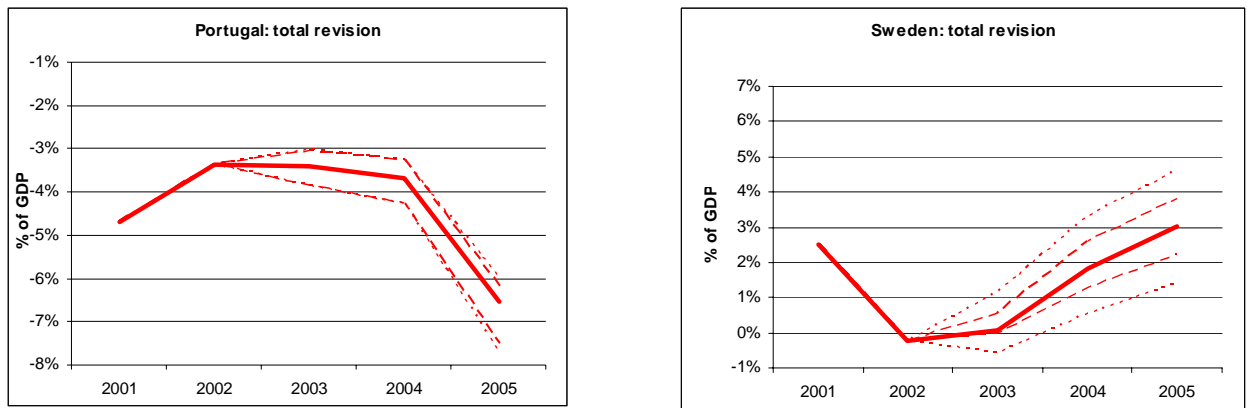 Portugal: total revision
-1%
-2%
-3%
-4%
-5%
-6%
-7%
-8%
% of GDP
2001 2002 2003 2004 2005
Sweden: total revision
7%
6%
5%
4%
3%
2%
1%
0%
-1%
% of GDP
2001 2002 2003 2004 2005